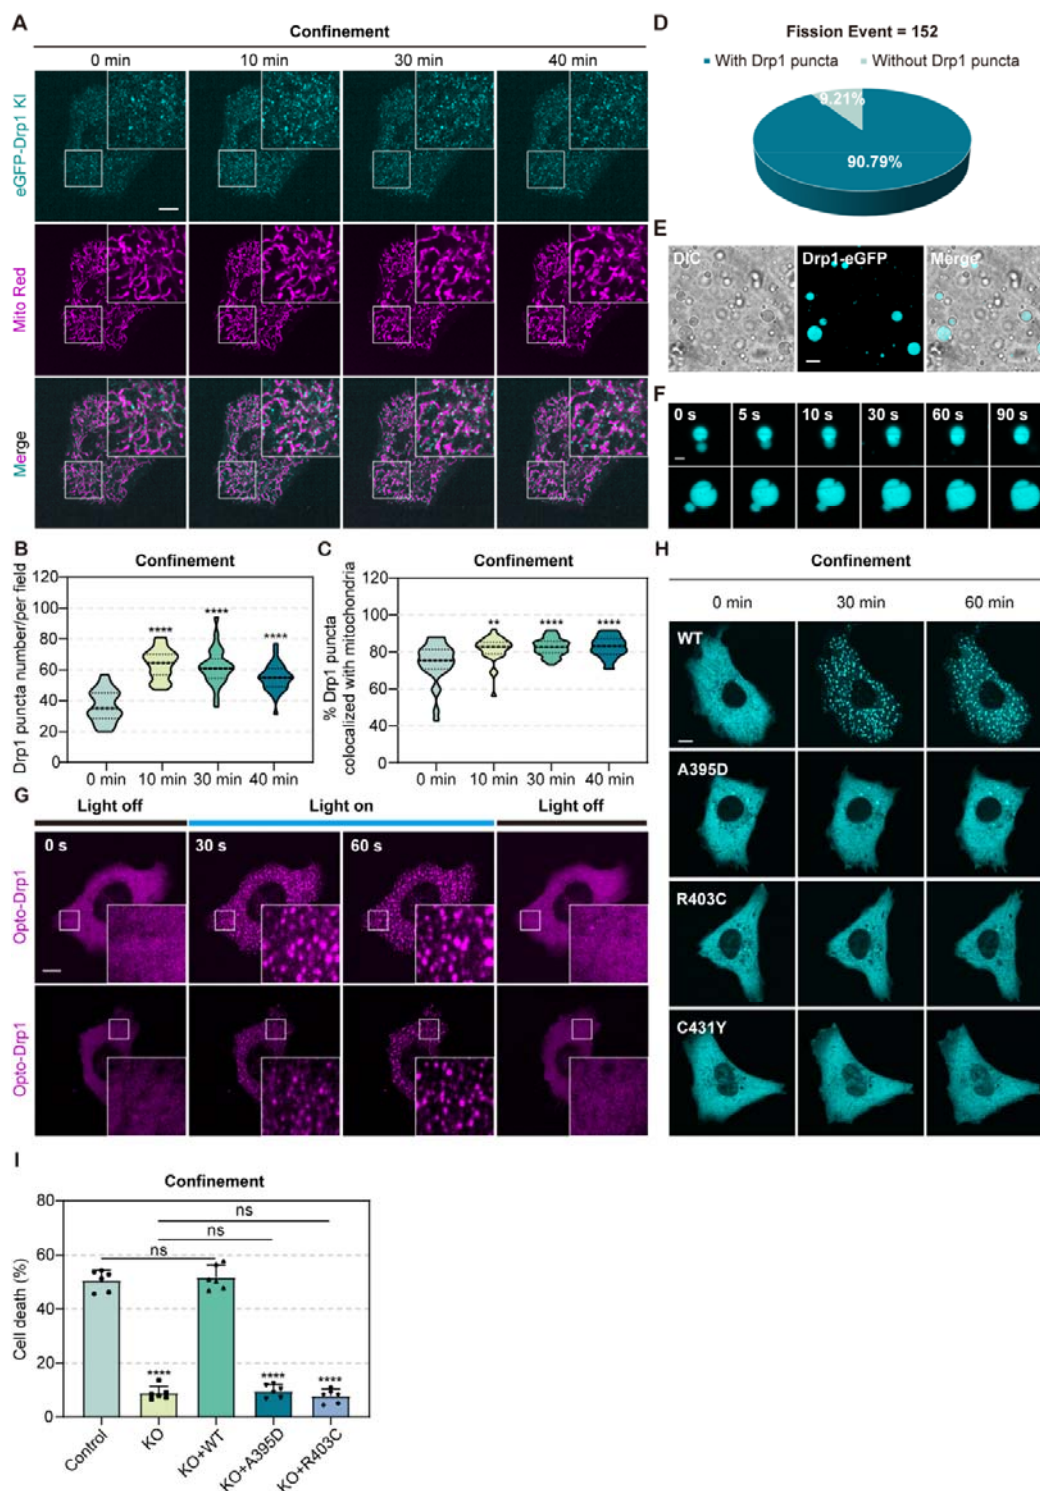 A
Confinement
0 min 10 min 30 min 40 min
eGFP-Drp1 KI
Mito Red
Merge
D
Fission Event = 152
With Drp1 puncta Without Drp1 puncta
9.21%
90.79%
E
DIC Drp1-eGFP Merge
F
0 s 5 s 10 s 30 s 60 s 90 s
B
Confinement
Drp1 puncta number/per field
120
100
80
60
40
20
0
**** **** ****
0 min 10 min 30 min 40 min
C
Confinement
% Drp1 puncta
colocalized with mitochondria
120
100
80
60
40
0
** **** ****
0 min 10 min 30 min 40 min
G
Light off Light on Light off
0 s 30 s 60 s
Opto-Drp1
Opto-Drp1
H
Confinement
0 min 30 min 60 min
WT
A395D
R403C
C431Y
I
Confinement
Cell death (%)
80
60
40
20
0
ns
ns
ns
**** **** ****
Control KO KO+WT KO+A395D KO+R403C